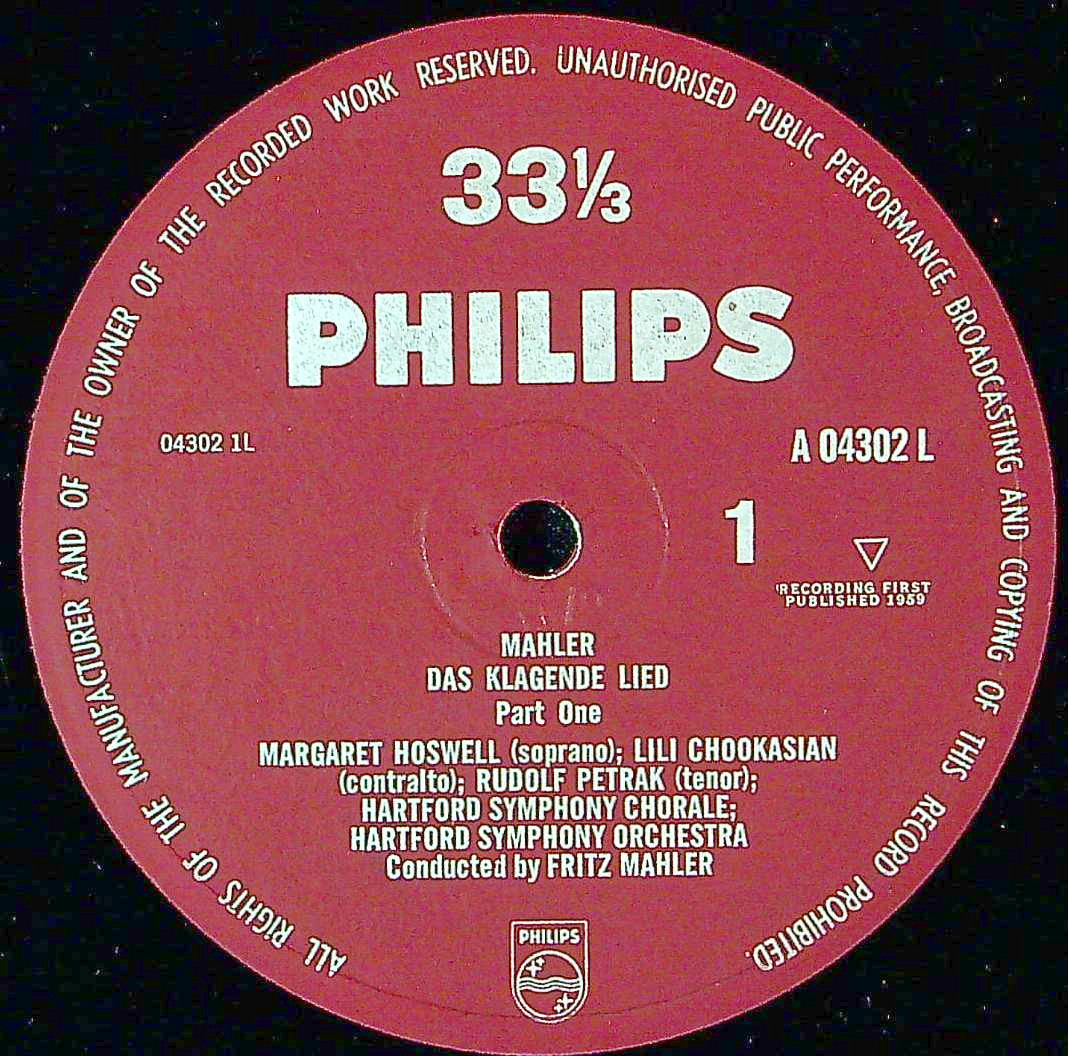 ALL RIGHTS OF THE MANUFACTURER AND OF THE OWNER OF THE RECORDED WORK RESERVED. UNAUTHORISED PUBLIC PERFORMANCE, BROADCASTING AND COPYING OF THIS RECORD PROHIBITED.
33⅓
PHILIPS
04302 1L
A 04302 L
1
RECORDING FIRST
PUBLISHED 1959
MAHLER
DAS KLAGENDE LIED
Part One
MARGARET HOSWELL (soprano); LILI CHOOKASIAN
(contralto); RUDOLF PETRAK (tenor);
HARTFORD SYMPHONY CHORALE;
HARTFORD SYMPHONY ORCHESTRA
Conducted by FRITZ MAHLER
PHILIPS